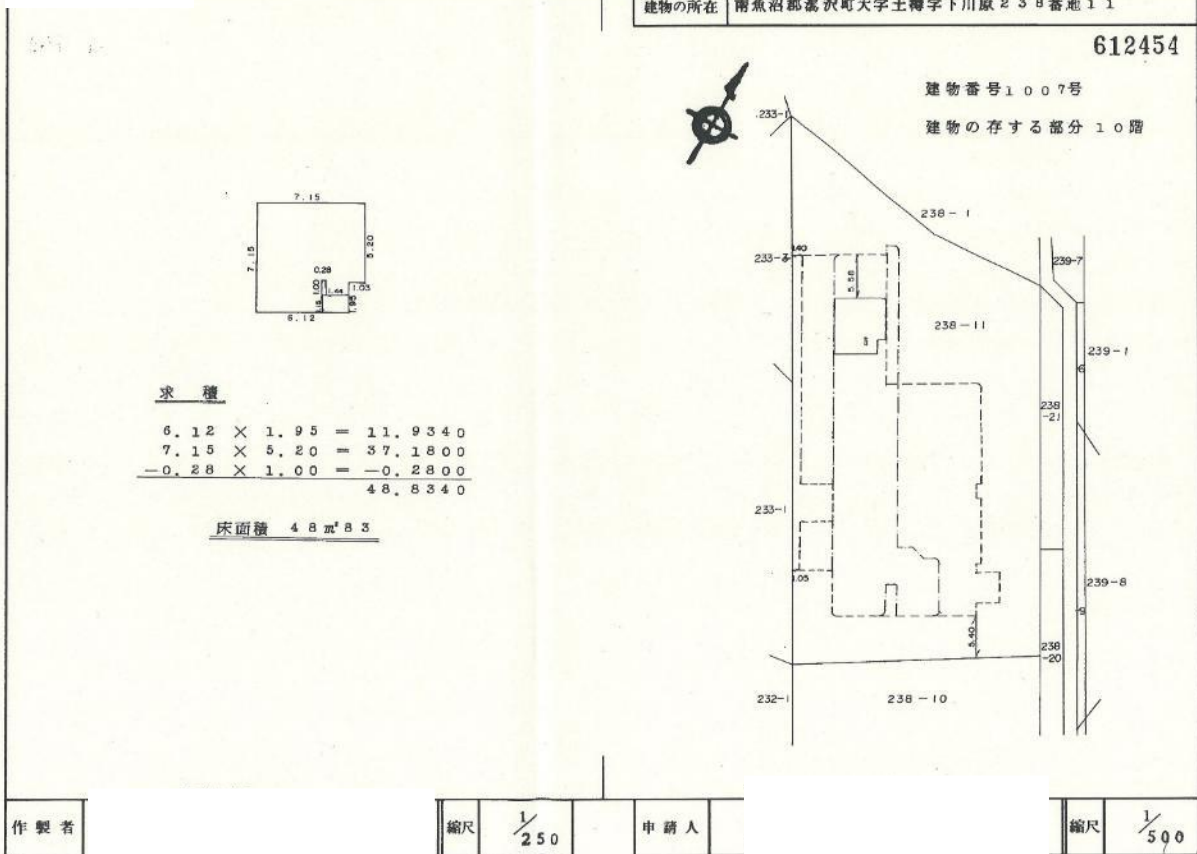 建物の所在 南魚沼郡湯沢町大字土樽字下川原238番地11
612454
建物番号1007号
建物の存する部分 10階
7.15
7.15
5.20
0.28
1.00
1.44
1.03
1.95
6.12
求積
6.12 × 1.95 = 11.9340
7.15 × 5.20 = 37.1800
−0.28 × 1.00 = −0.2800
48.8340
床面積 48㎡83
233-1
238-1
233-3
1.40
5.58
239-7
238-11
239-1
238-21
233-1
1.05
239-8
5.40
238-20
232-1
238-10
作製者
縮尺 1/250
申請人
縮尺 1/500